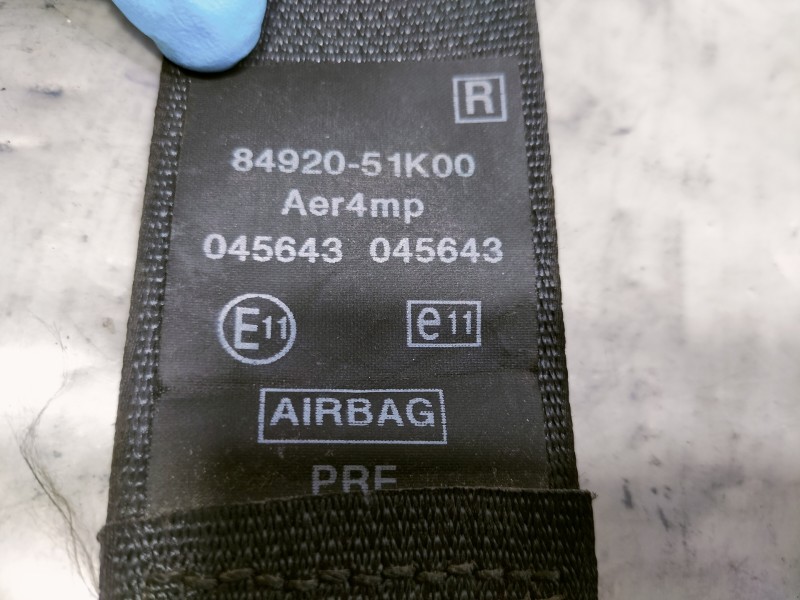 R
84920-51K00
Aer4mp
045643 045643
E11 e11
AIRBAG
PRE